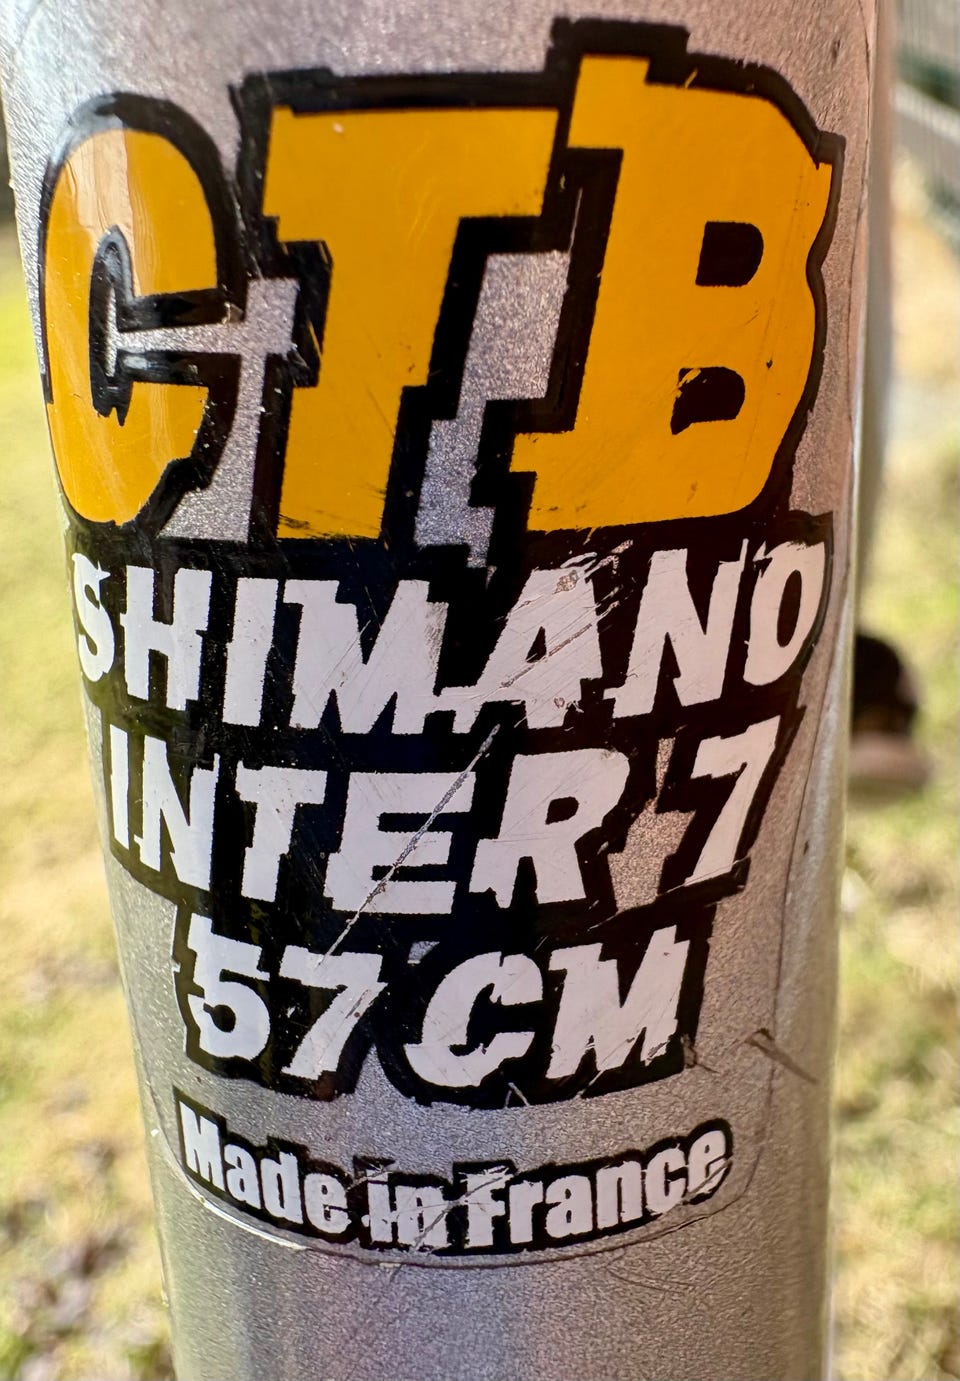 CTB
SHIMANO
INTER 7
57 CM
Made in France